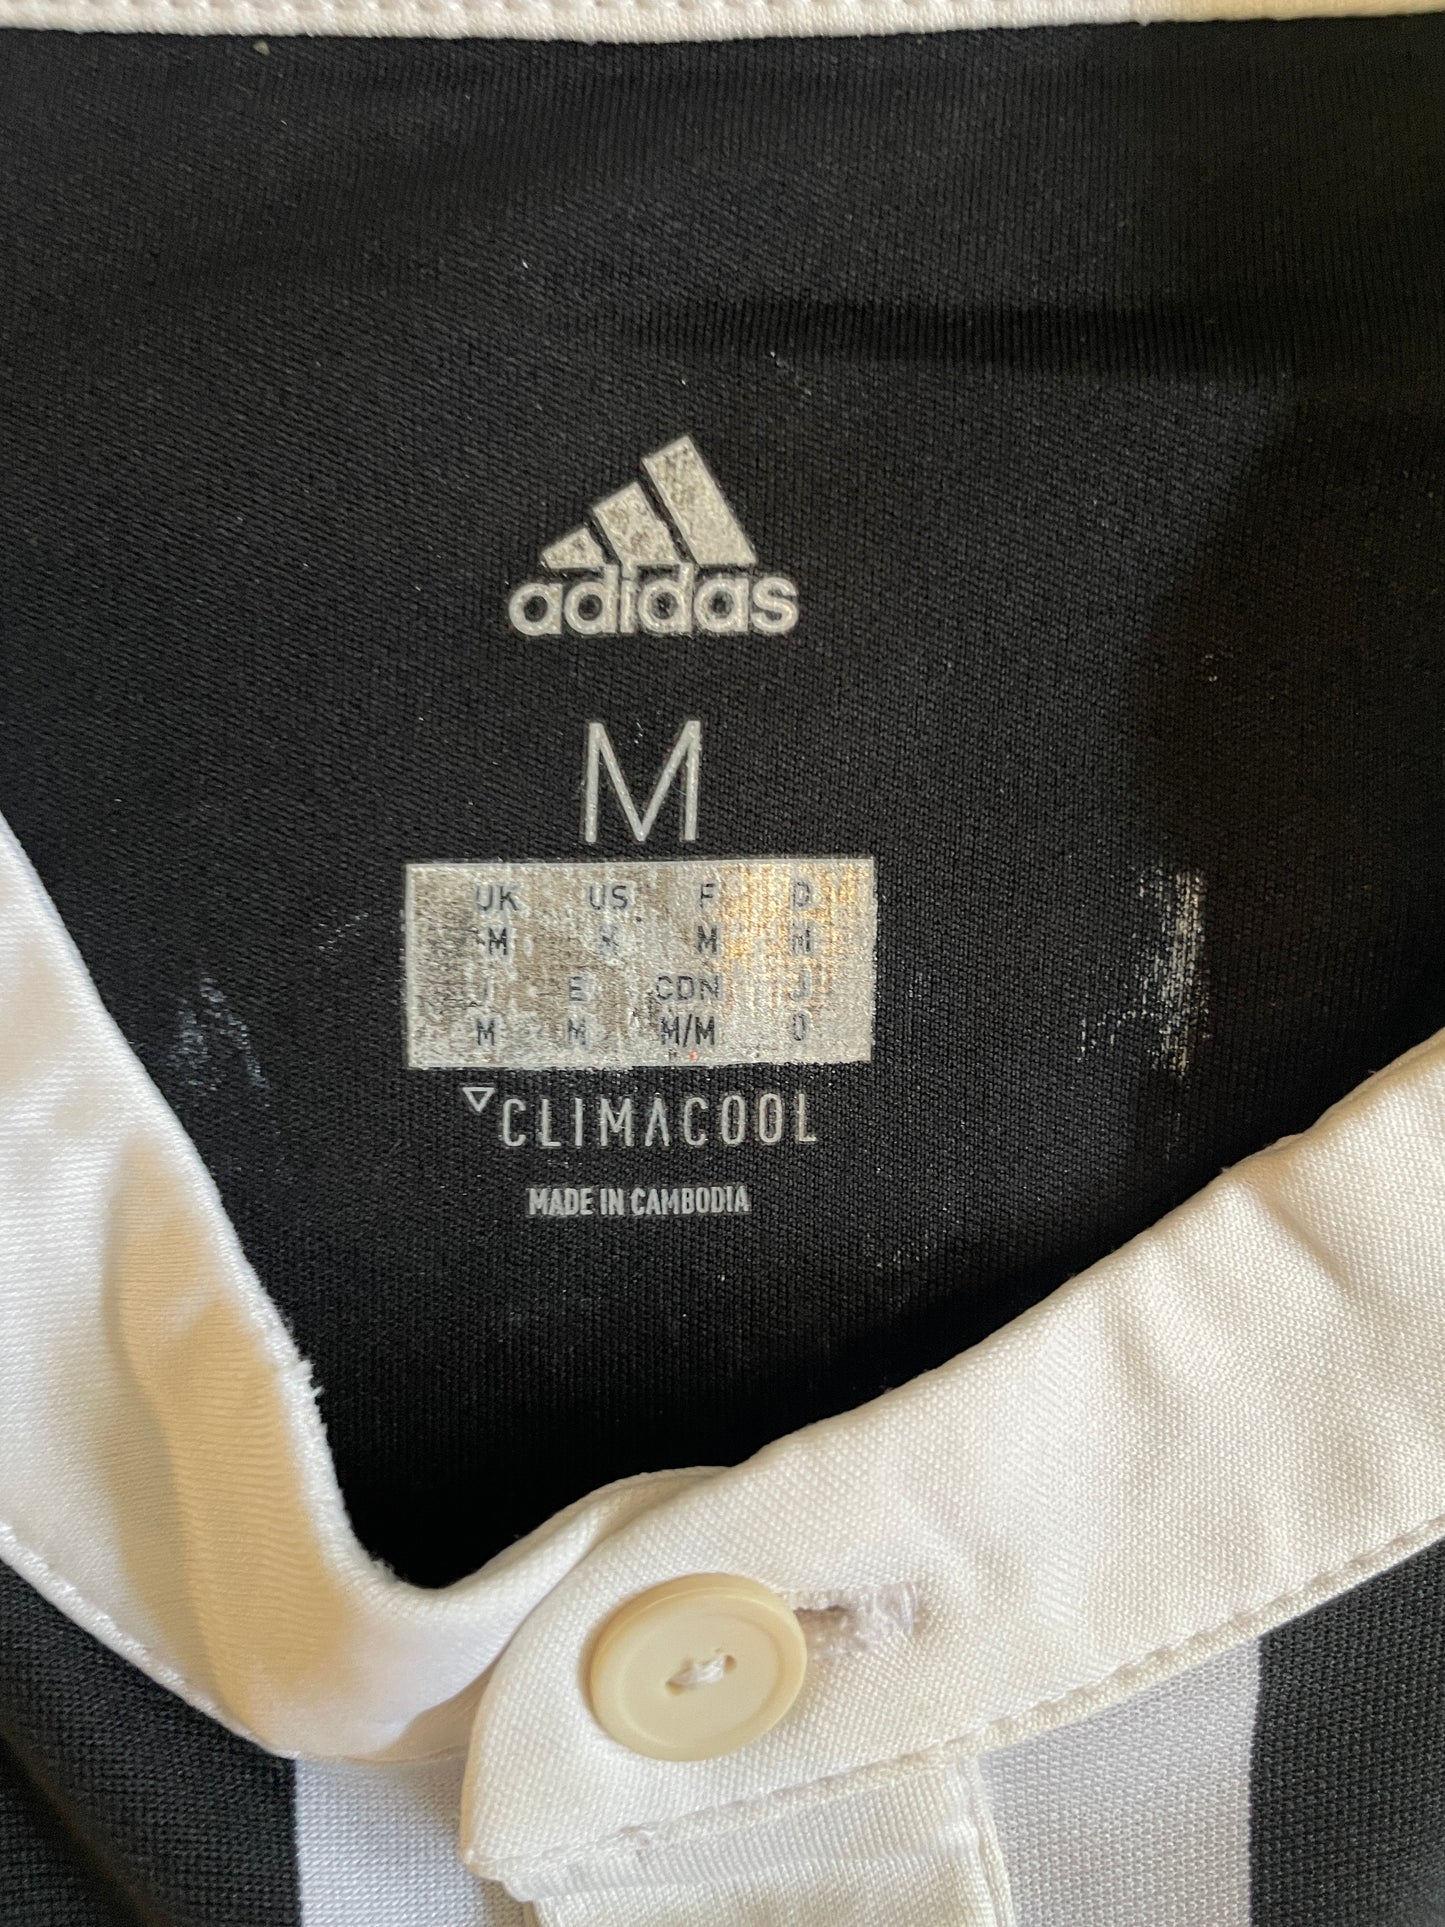 adidas
M
UK US F D
M M M
E CDN J
M M M/M O
CLIMACOOL
MADE IN CAMBODIA